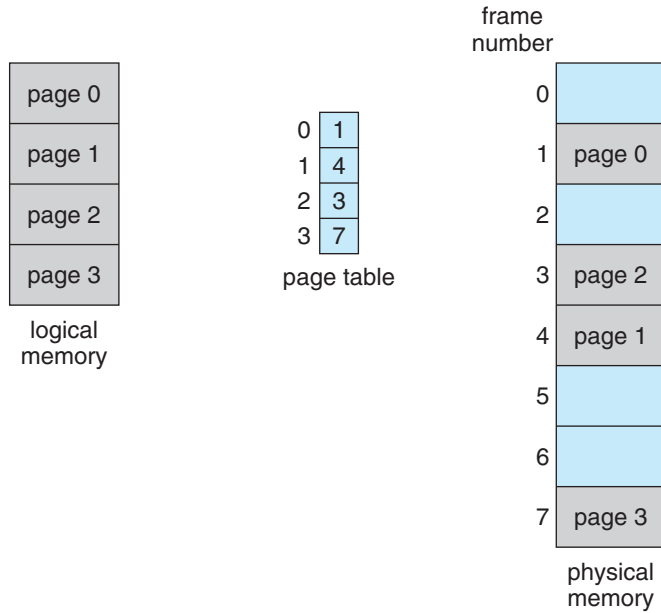 page 0
page 1
page 2
page 3
logical
memory
0 1
1 4
2 3
3 7
page table
frame
number
0
1 page 0
2
3 page 2
4 page 1
5
6
7 page 3
physical
memory